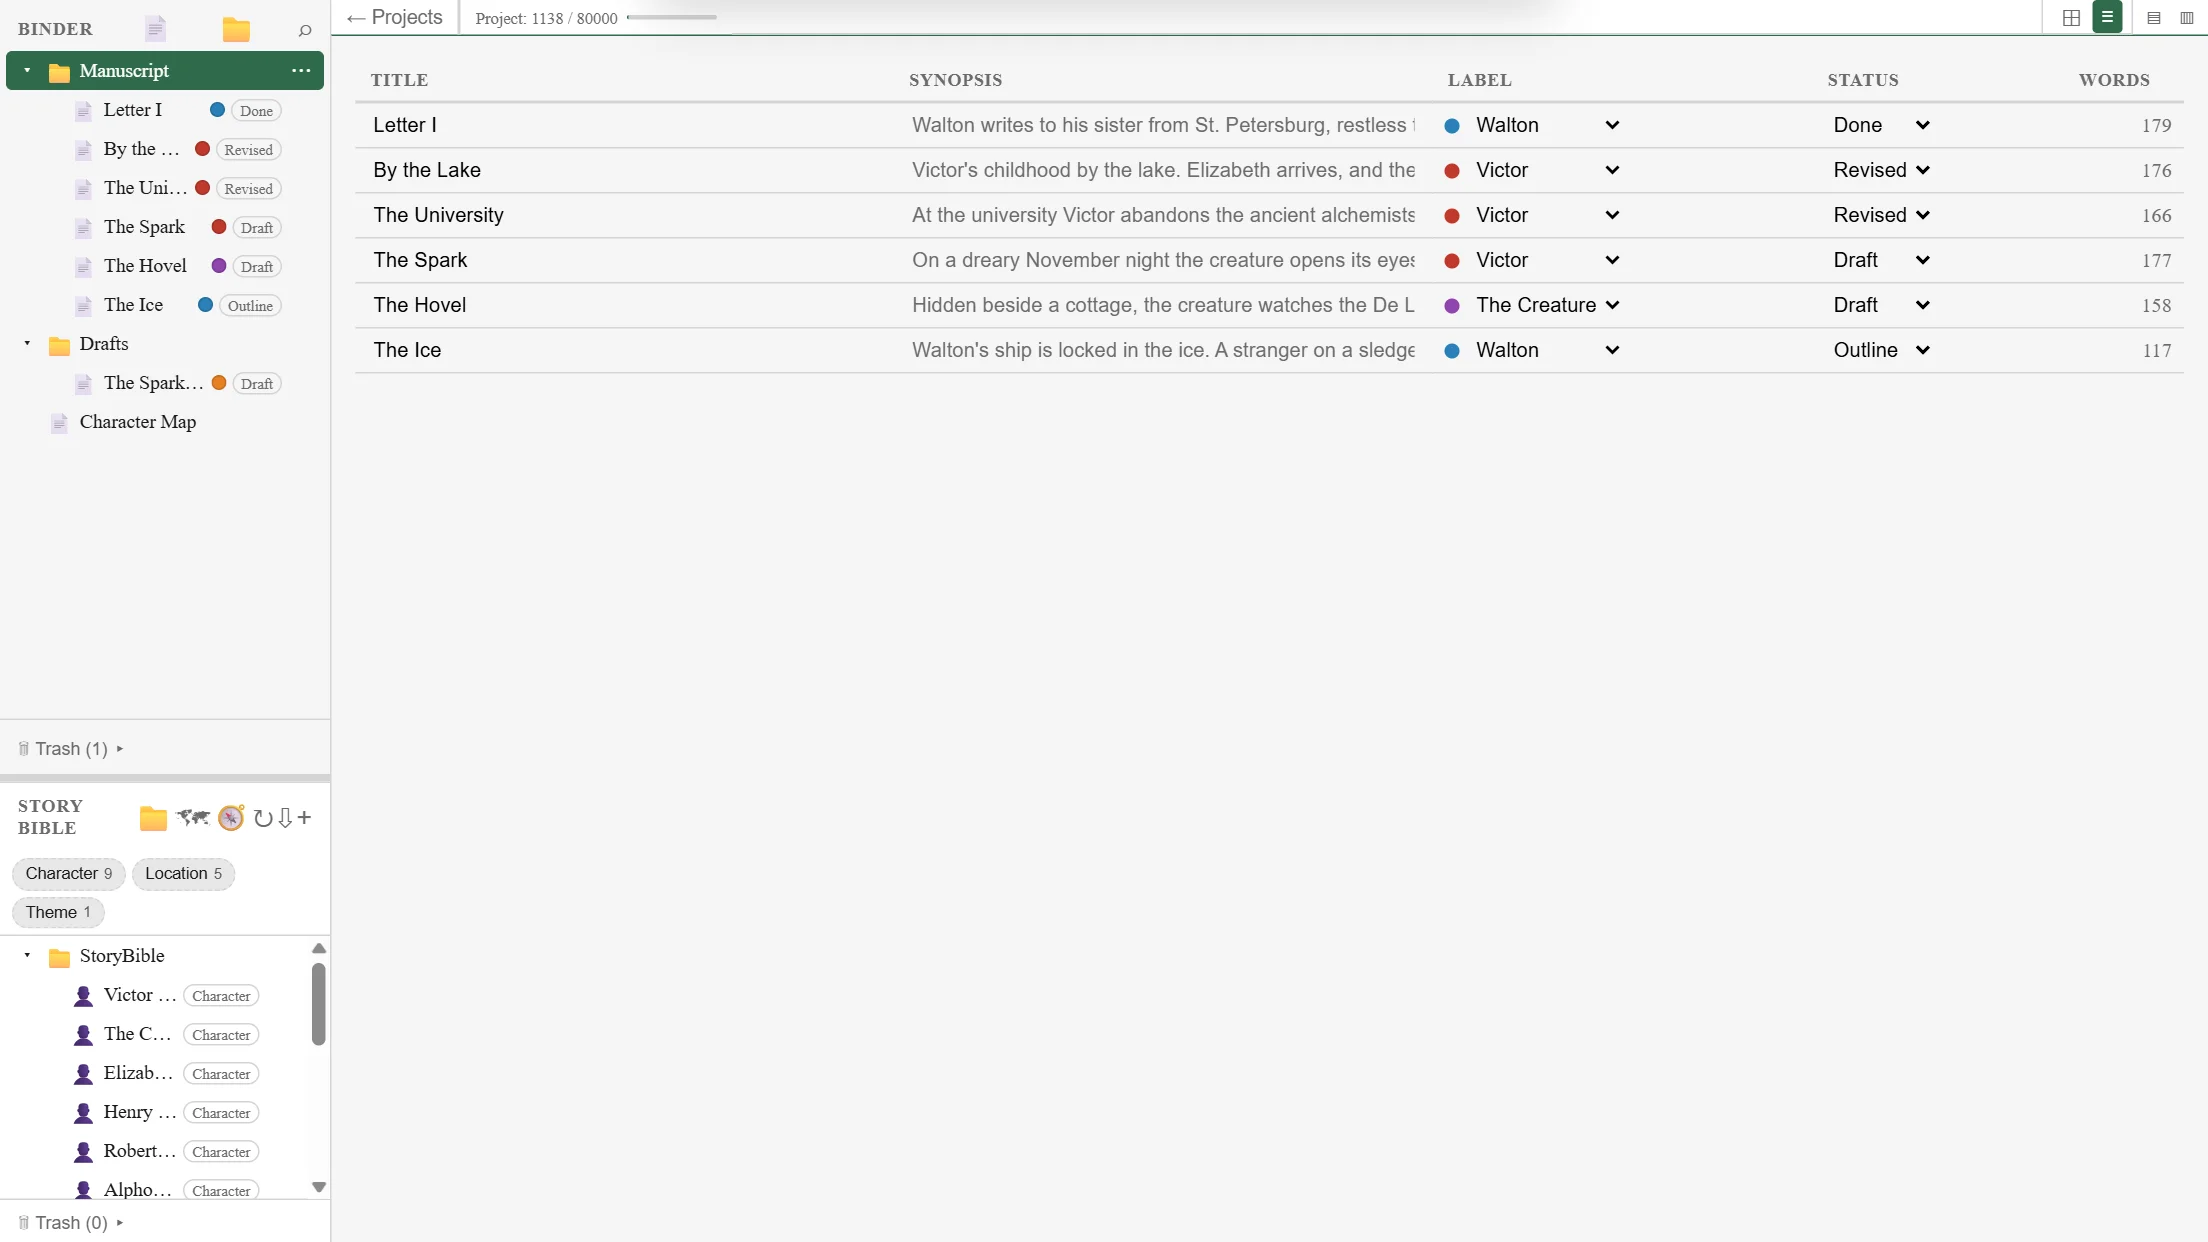 BINDER
Manuscript
Letter I Done
By the … Revised
The Uni… Revised
The Spark Draft
The Hovel Draft
The Ice Outline
Drafts
The Spark… Draft
Character Map
Trash (1)
STORY
BIBLE
Character 9 Location 5
Theme 1
StoryBible
Victor … Character
The C… Character
Elizab… Character
Henry … Character
Robert… Character
Alpho… Character
Trash (0)
← Projects Project: 1138 / 80000
TITLE SYNOPSIS LABEL STATUS WORDS
Letter I Walton writes to his sister from St. Petersburg, restless Walton Done 179
By the Lake Victor's childhood by the lake. Elizabeth arrives, and the Victor Revised 176
The University At the university Victor abandons the ancient alchemists Victor Revised 166
The Spark On a dreary November night the creature opens its eyes Victor Draft 177
The Hovel Hidden beside a cottage, the creature watches the De L The Creature Draft 158
The Ice Walton's ship is locked in the ice. A stranger on a sledge Walton Outline 117